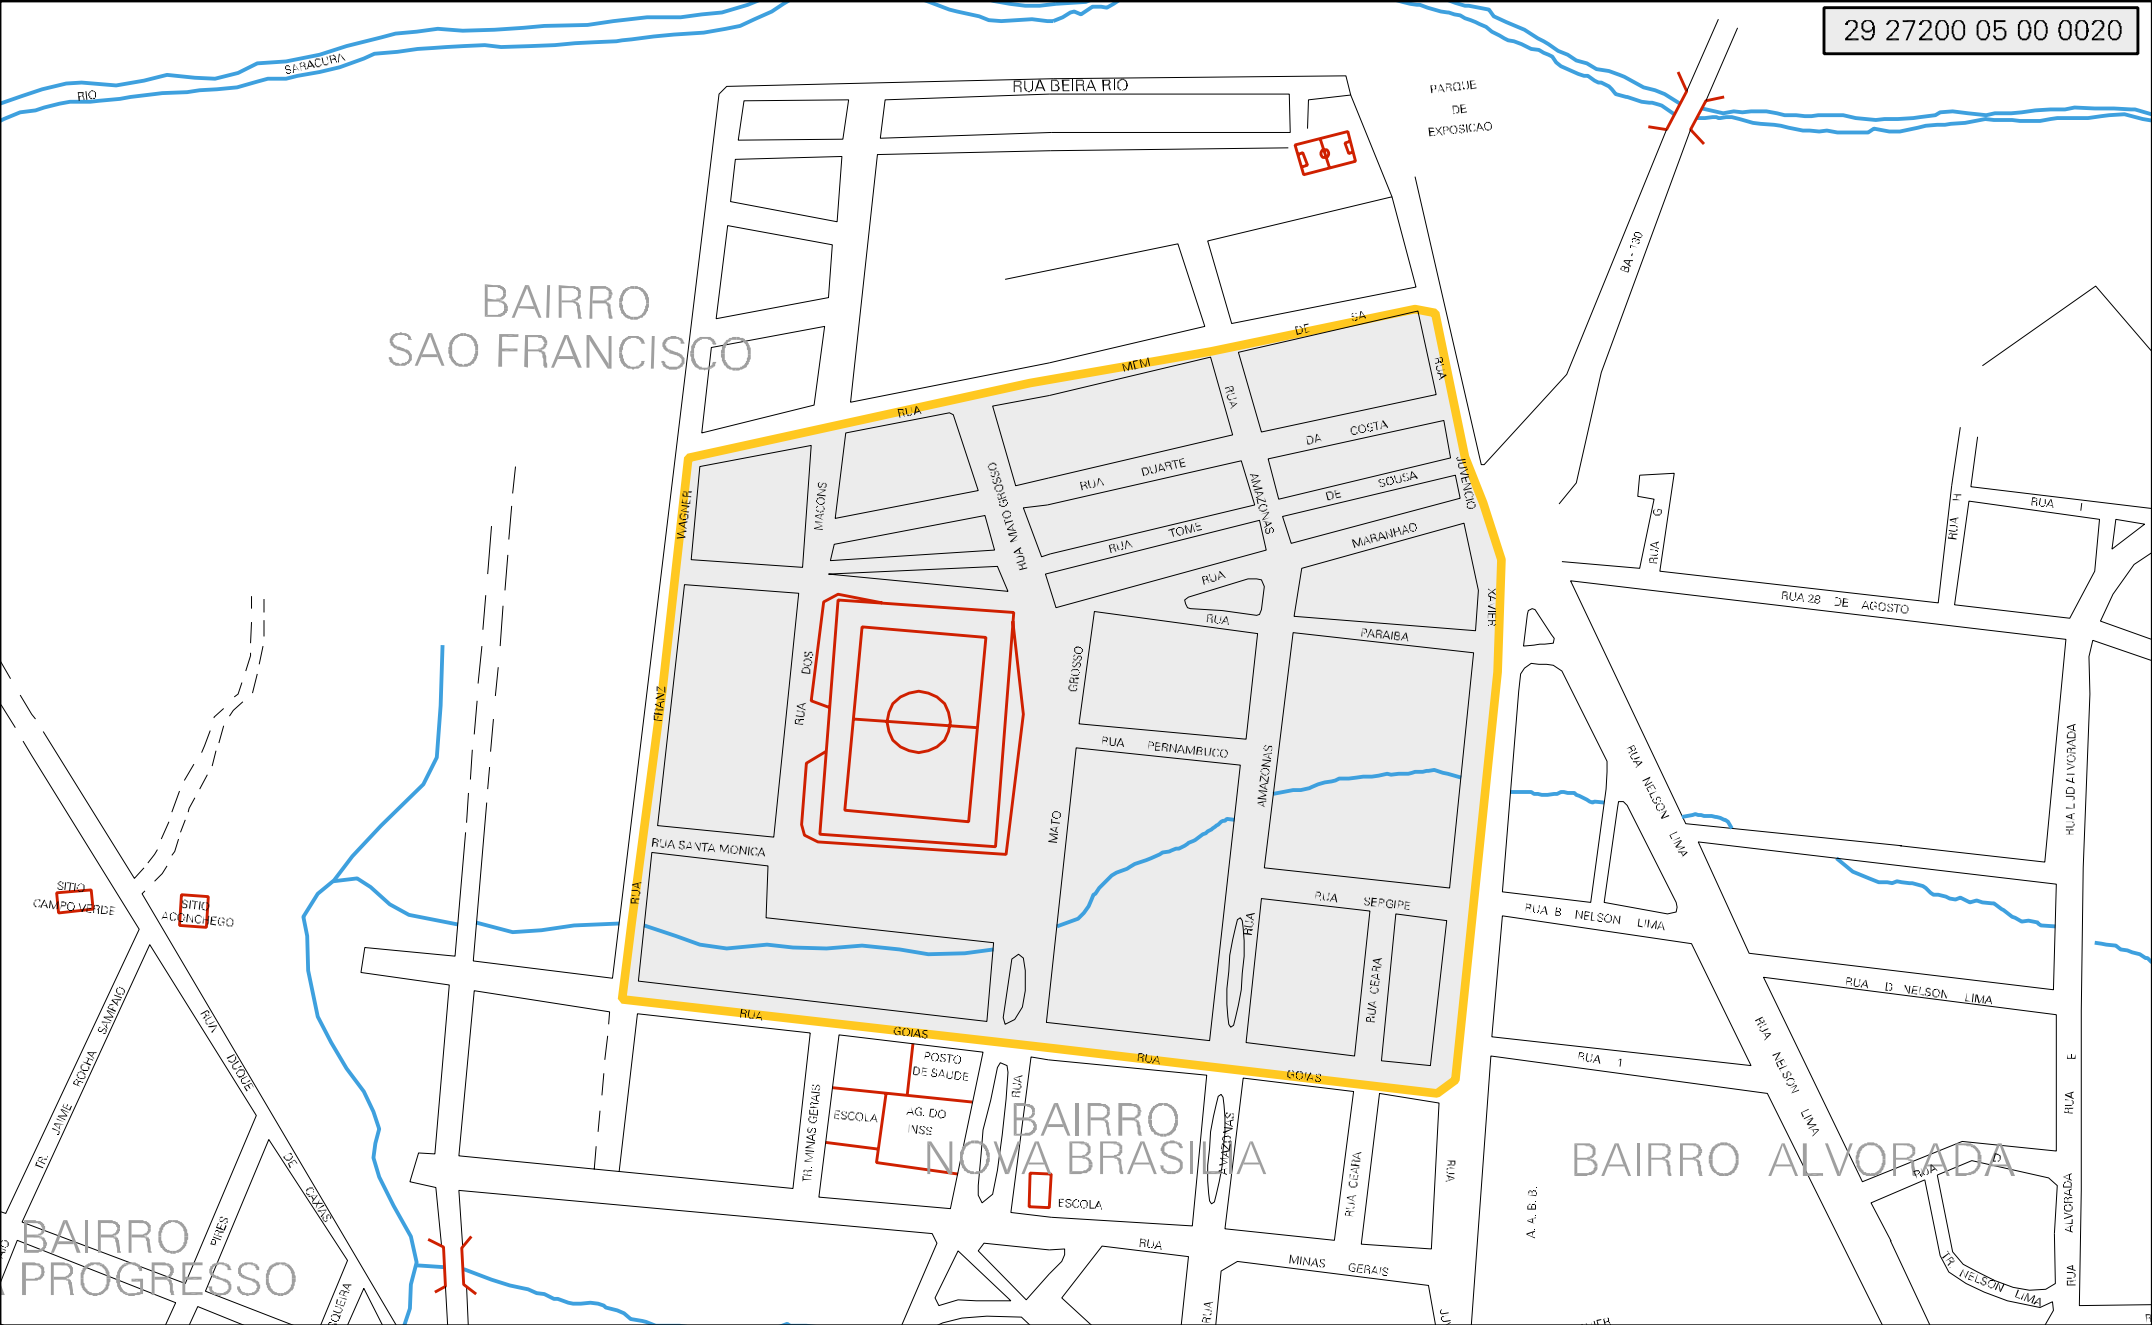 29 27200 05 00 0020
SARACURA
RIO
RUA BEIRA RIO
PARQUE
DE
EXPOSICAO
BA - 130
BAIRRO
SAO FRANCISCO
RUA MEM DE SA
RUA DUARTE DA COSTA
RUA TOME DE SOUSA
RUA MARANHAO
RUA PARAIBA
RUA PERNAMBUCO
RUA SERGIPE
RUA CEARA
RUA SANTA MONICA
RUA FRANZ WAGNER
RUA DOS MACONS
RUA MATO GROSSO
MATO GROSSO
RUA AMAZONAS
RUA AMAZONAS
RUA JUVENCIO XAVIER
RUA GOIAS
RUA GOIAS
RUA G
RUA H
RUA I
RUA 28 DE AGOSTO
RUA NELSON LIMA
RUA B NELSON LIMA
RUA D NELSON LIMA
RUA NELSON LIMA
RUA 1
RUA E
RUA D
RUA ALVORADA
TR. NELSON LIMA
SITIO
CAMPO VERDE
SITIO
ACONCHEGO
TR. JAIME ROCHA SAMPAIO
RUA DUQUE DE CAXIAS
PIRES
QUEIRA
BAIRRO
PROGRESSO
TR. MINAS GERAIS
POSTO
DE SAUDE
ESCOLA
AG. DO
INSS
RUA
BAIRRO
NOVA BRASILIA
ESCOLA
AMAZONAS
RUA CEARA
RUA
RUA MINAS GERAIS
RUA
A. A. B. B.
BAIRRO ALVORADA